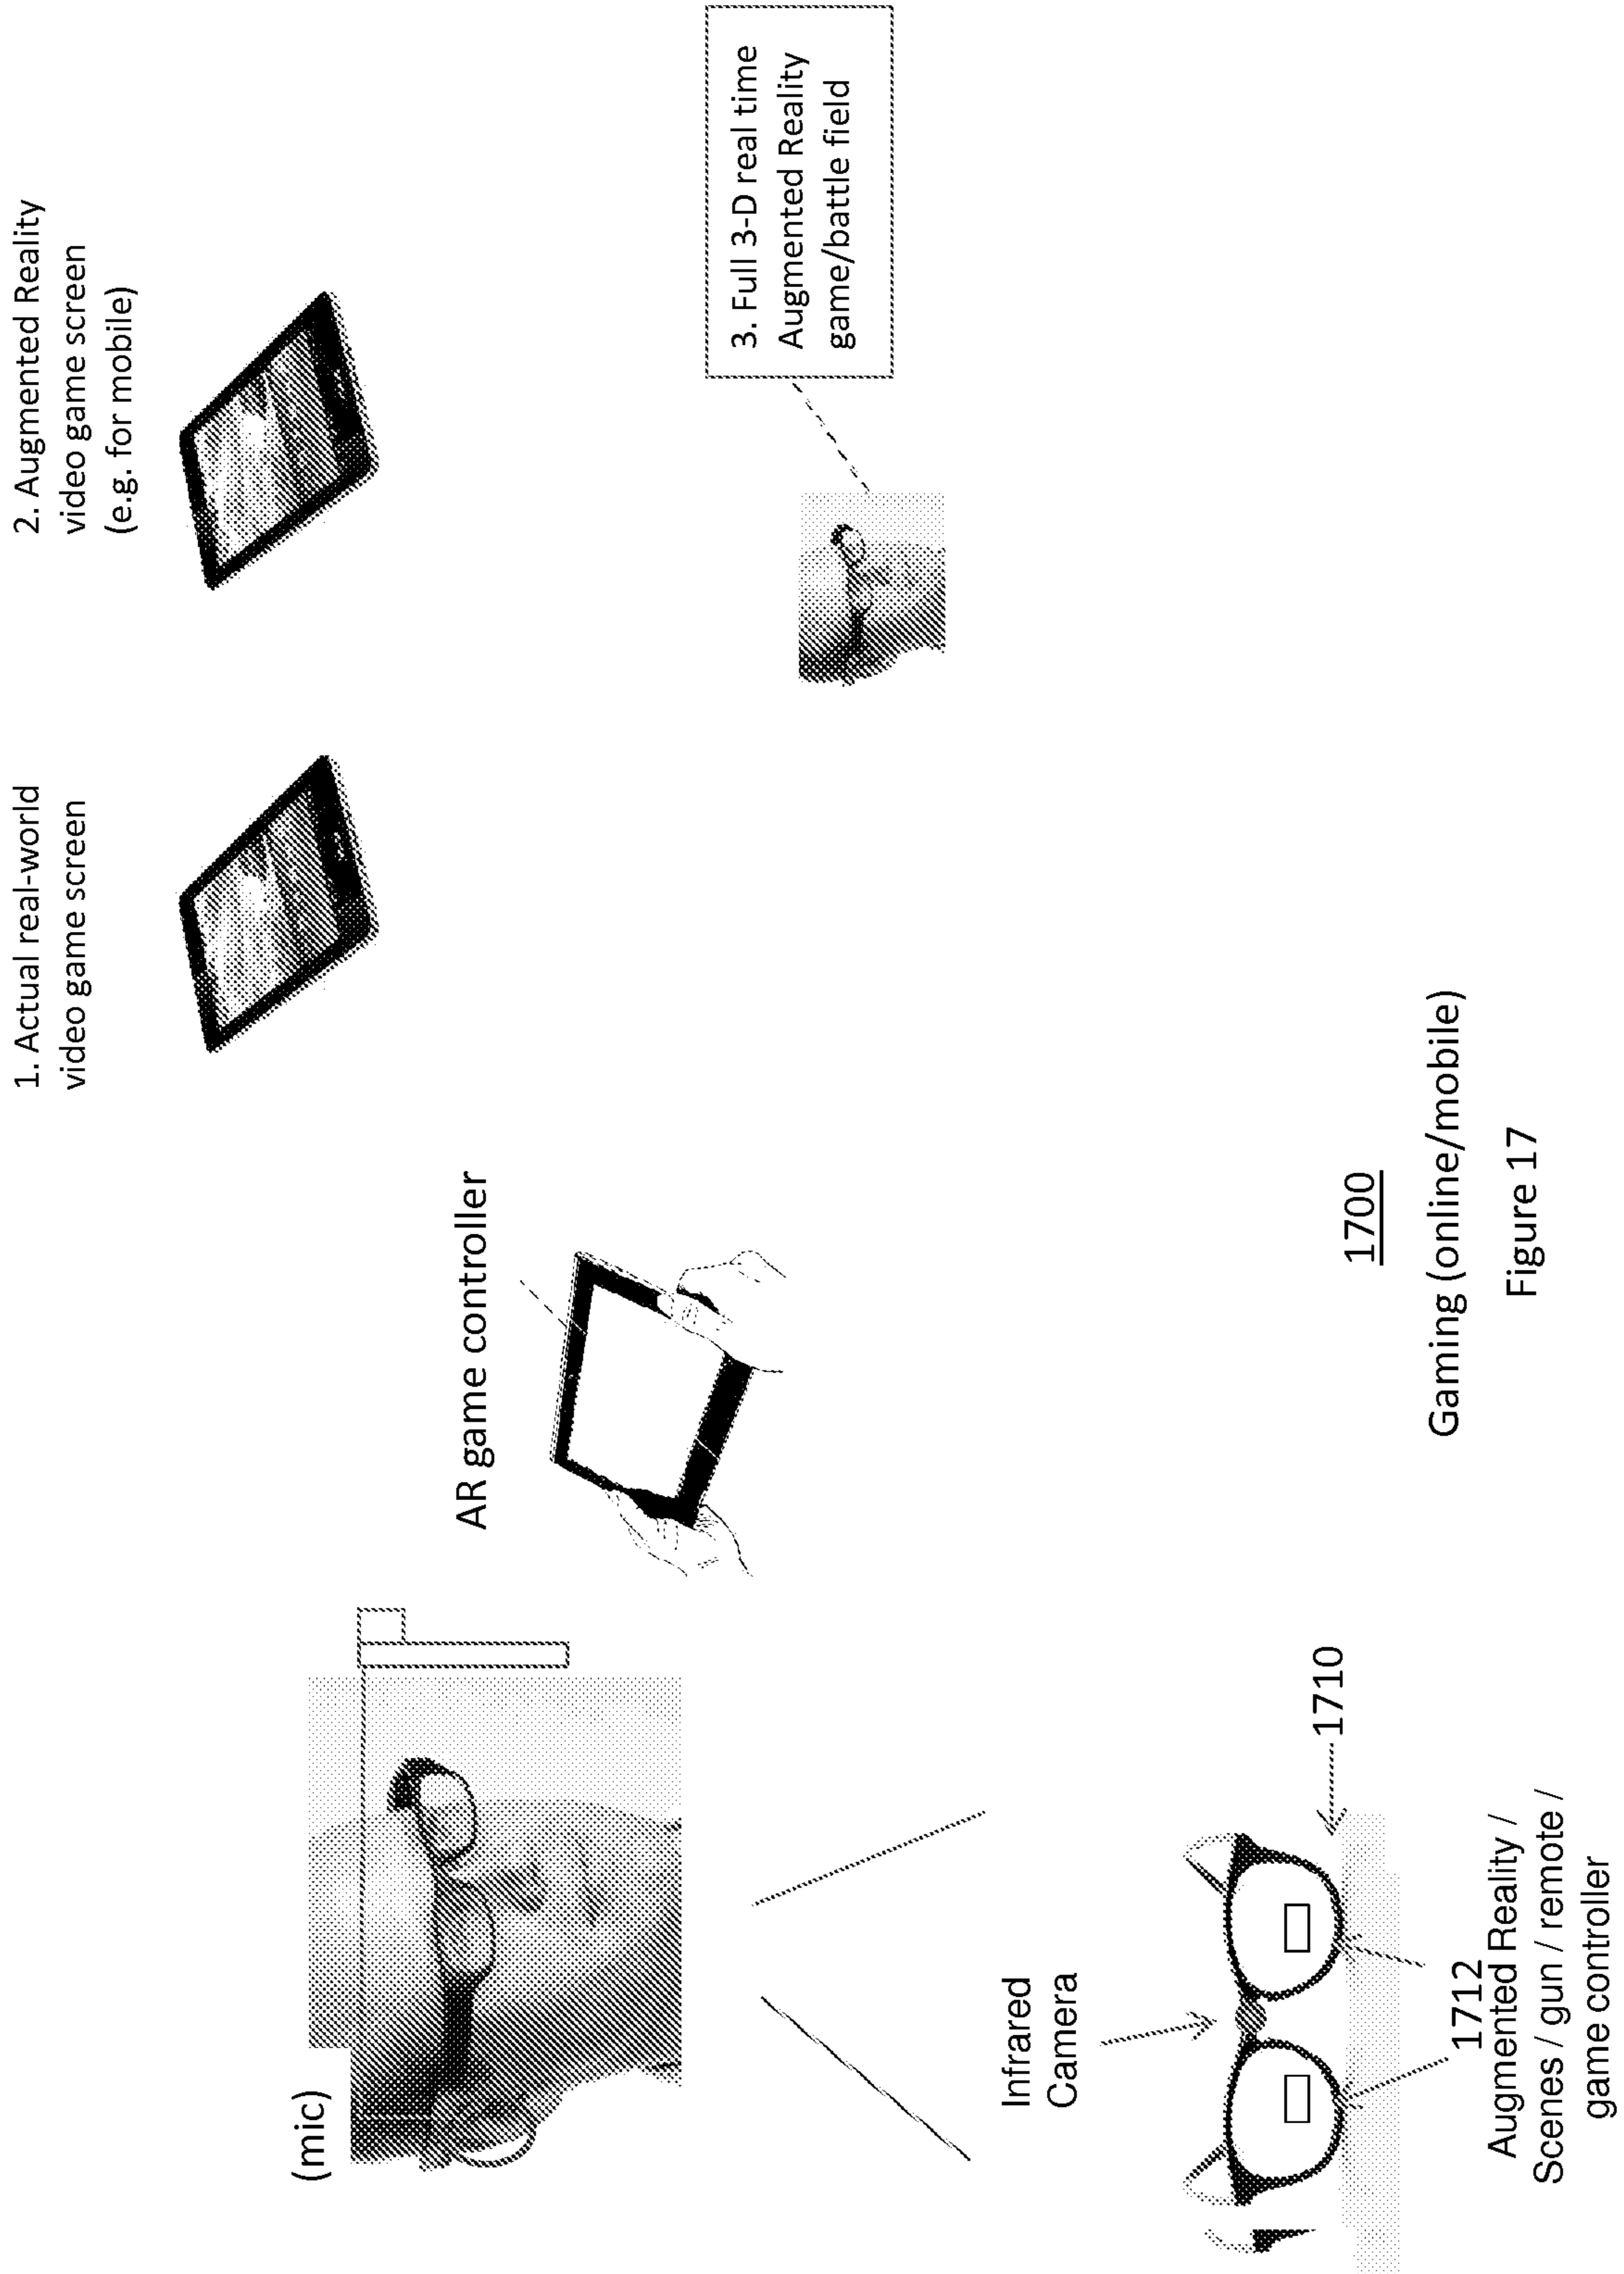 1. Actual real-world
video game screen
2. Augmented Reality
video game screen
(e.g. for mobile)
(mic)
AR game controller
3. Full 3-D real time
Augmented Reality
game/battle field
Infrared
Camera
1710
1712
Augmented Reality /
Scenes / gun / remote /
game controller
1700
Gaming (online/mobile)
Figure 17